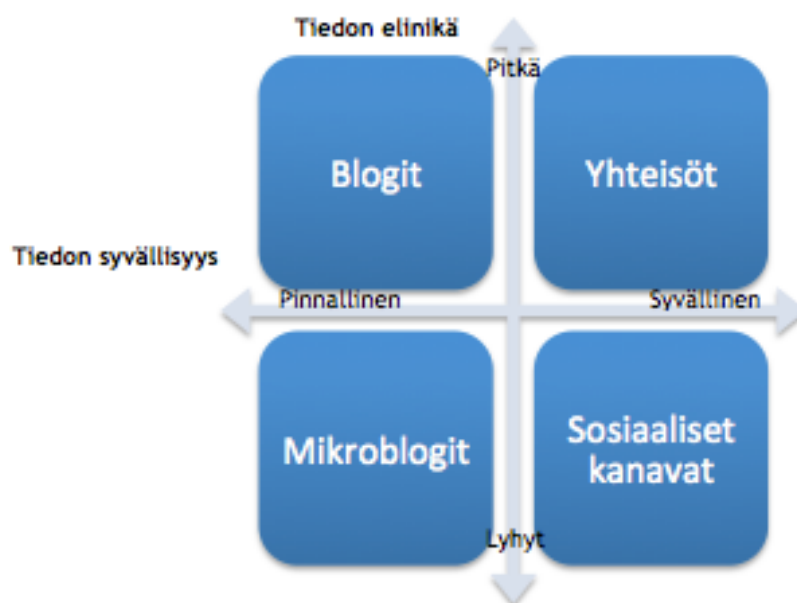 Tiedon elinikä
Pitkä
Blogit
Yhteisöt
Tiedon syvällisyys
Pinnallinen
Syvällinen
Mikroblogit
Sosiaaliset
kanavat
Lyhyt